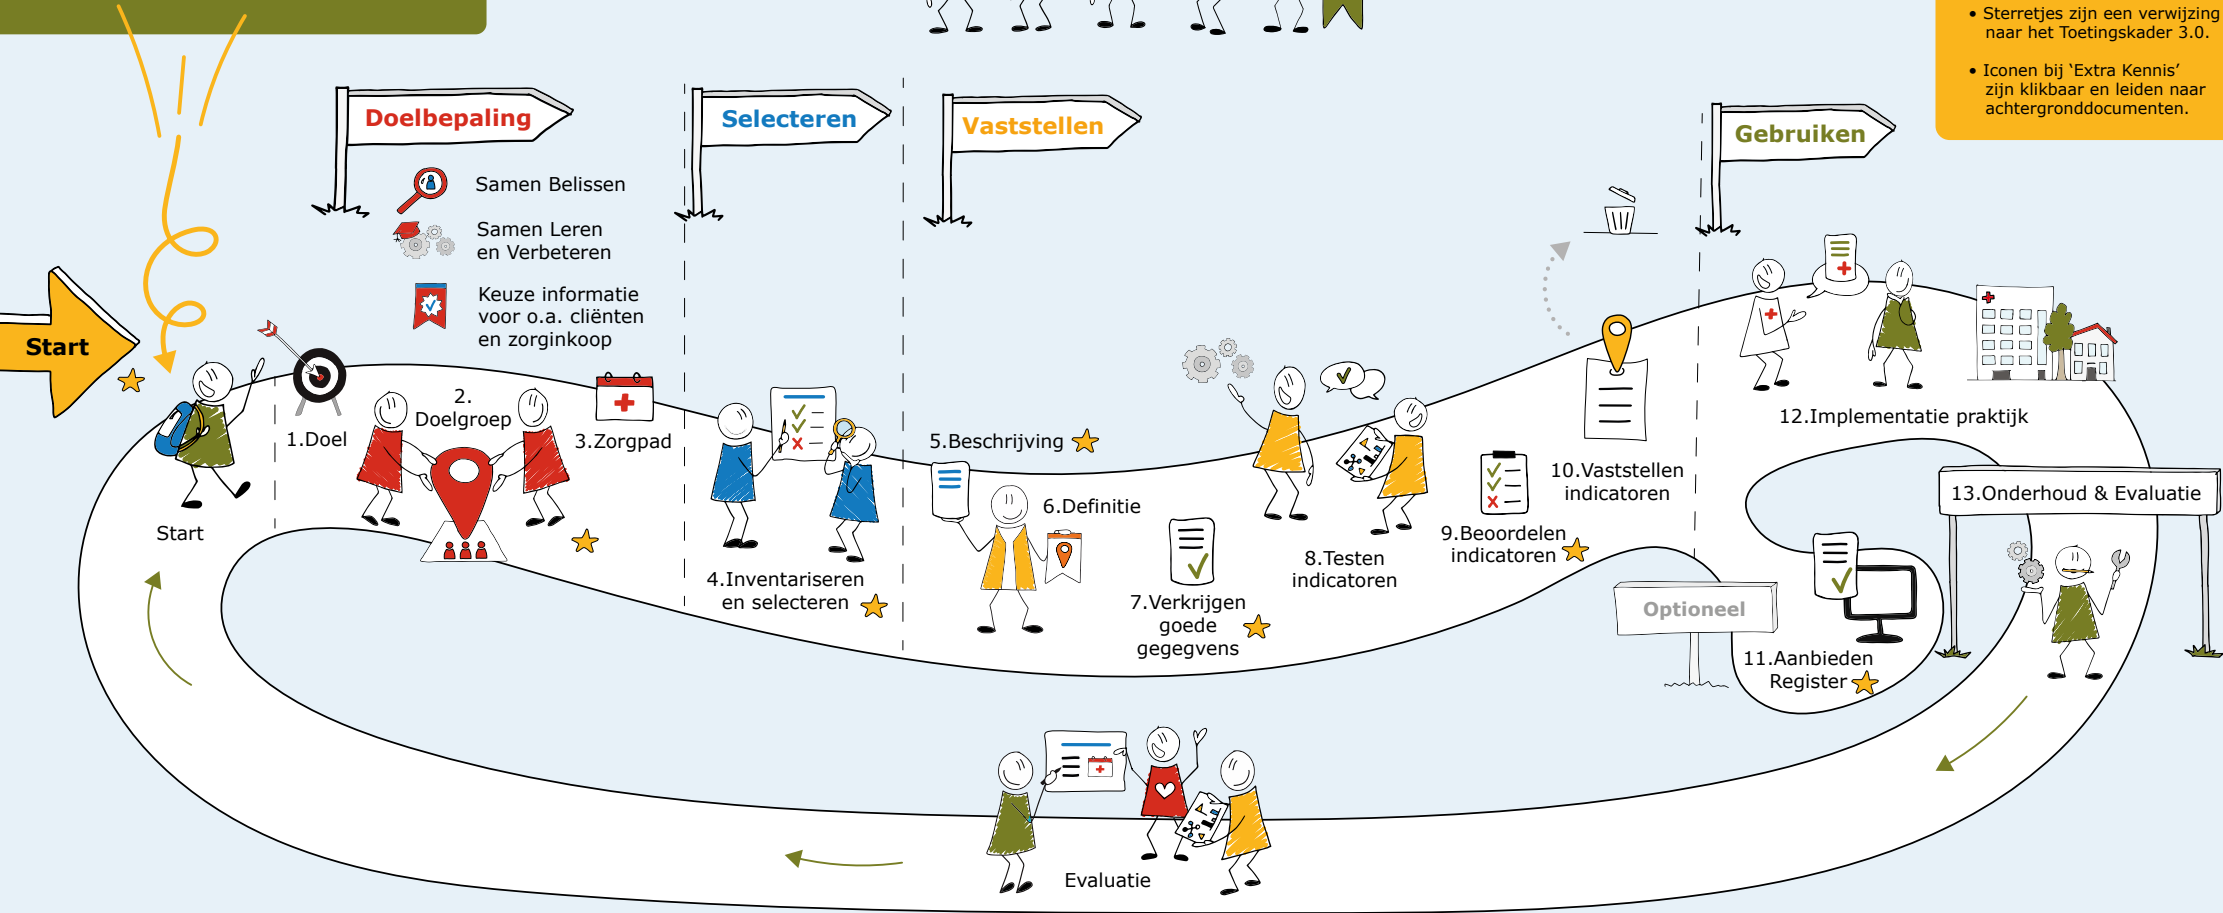 • Sterretjes zijn een verwijzing
naar het Toetingskader 3.0.
• Iconen bij ‘Extra Kennis’
zijn klikbaar en leiden naar
achtergronddocumenten.
Doelbepaling
Selecteren
Vaststellen
Gebruiken
Samen Belissen
Samen Leren
en Verbeteren
Keuze informatie
voor o.a. cliënten
en zorginkoop
Start
Start
1.Doel
2.
Doelgroep
3.Zorgpad
4.Inventariseren
en selecteren
5.Beschrijving
6.Definitie
7.Verkrijgen
goede
gegegvens
8.Testen
indicatoren
9.Beoordelen
indicatoren
10.Vaststellen
indicatoren
Optioneel
11.Aanbieden
Register
12.Implementatie praktijk
13.Onderhoud & Evaluatie
Evaluatie